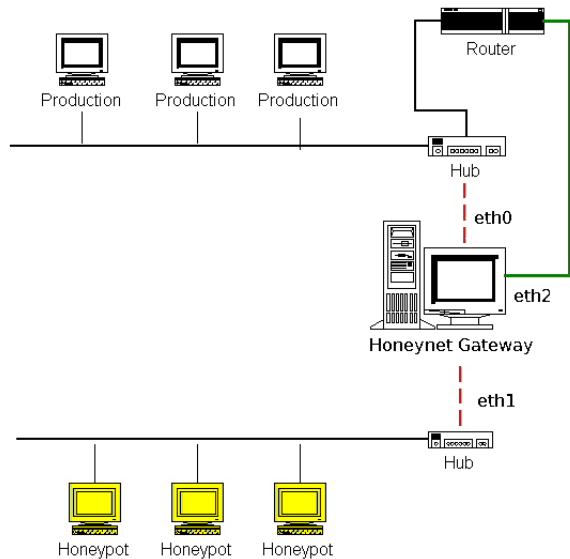 Router
Production
Production
Production
Hub
eth0
eth2
Honeynet Gateway
eth1
Hub
Honeypot
Honeypot
Honeypot